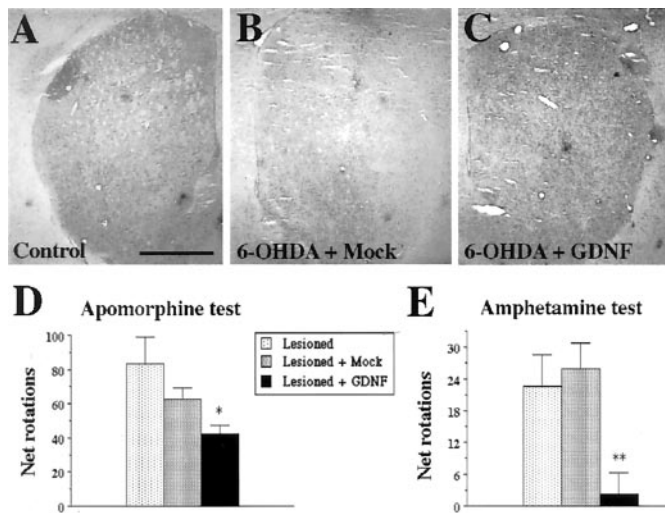 A
B
C
Control
6-OHDA + Mock
6-OHDA + GDNF
D
Apomorphine test
Net rotations
100
80
60
40
20
0
*
Lesioned
Lesioned + Mock
Lesioned + GDNF
E
Amphetamine test
Net rotations
30
24
18
12
6
0
**